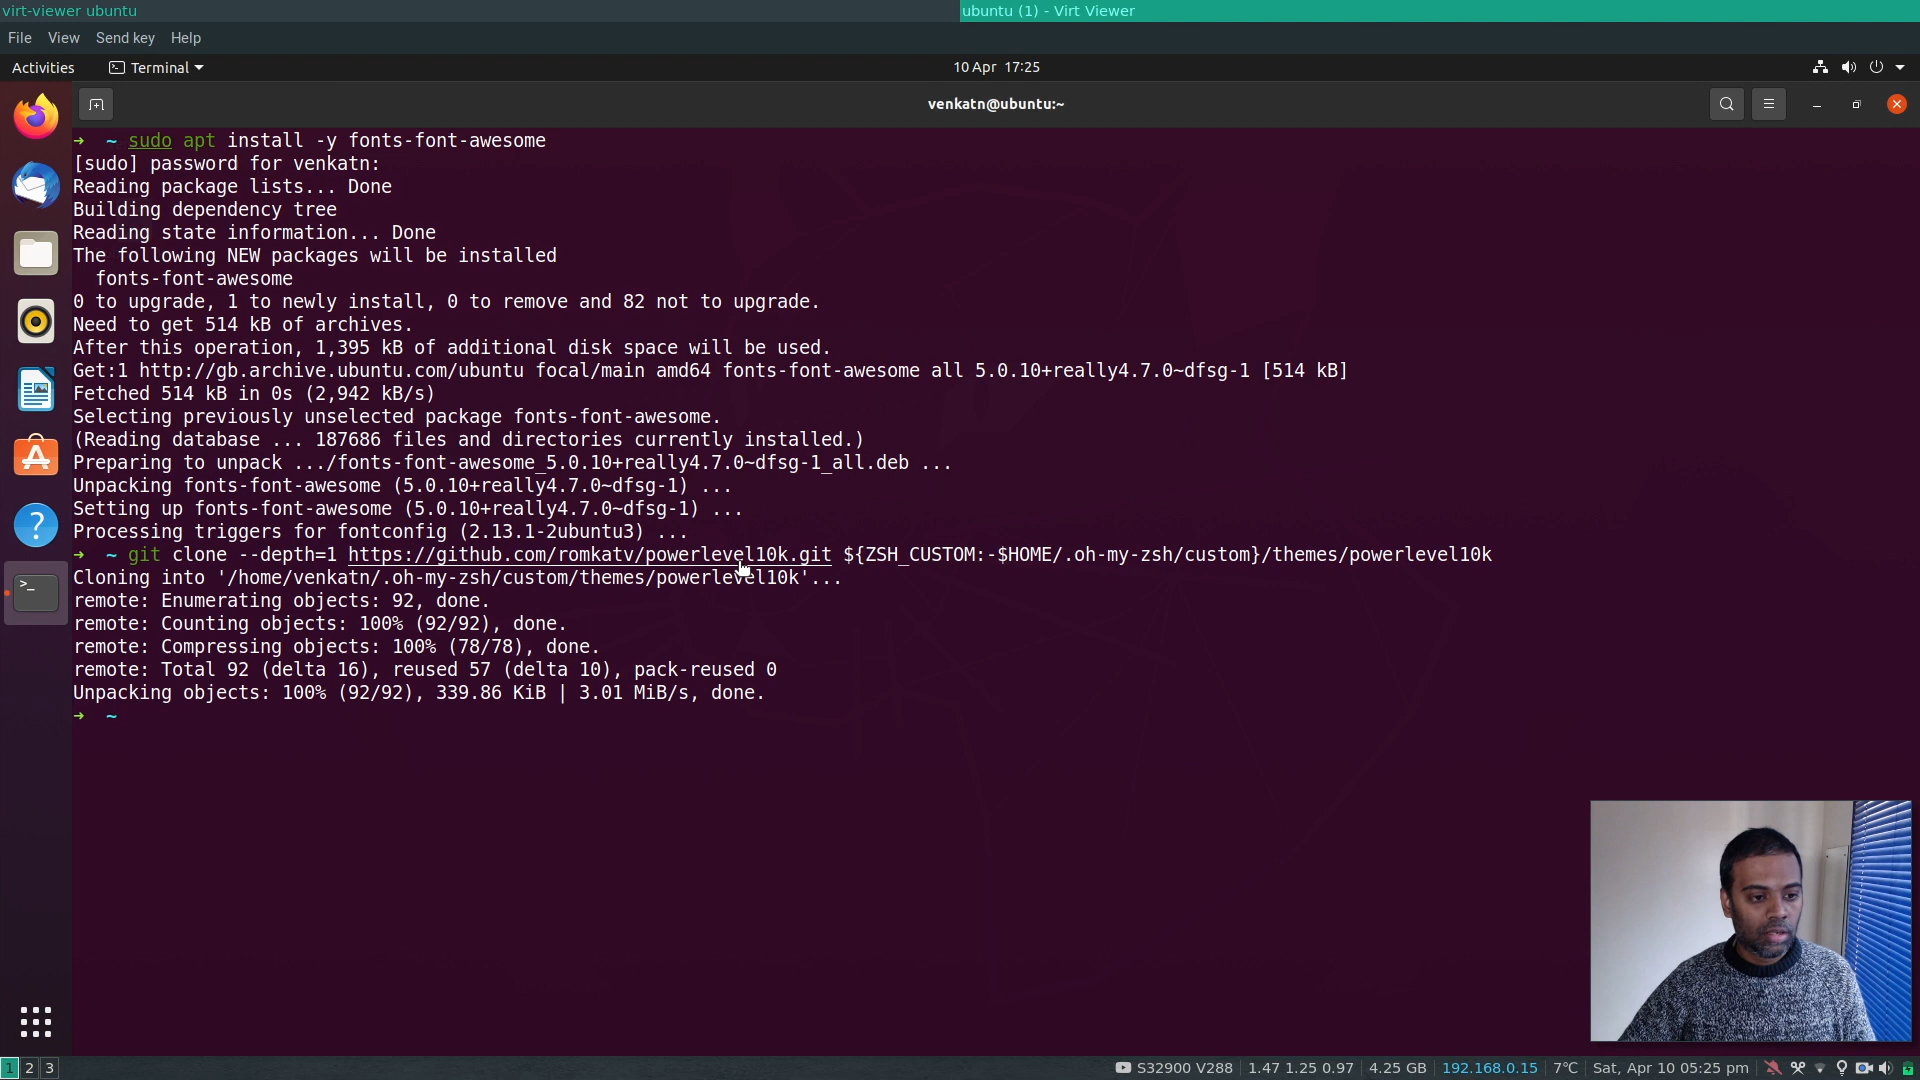 virt-viewer ubuntu
ubuntu (1) - Virt Viewer
File View Send key Help
Activities Terminal 10 Apr 17:25
venkatn@ubuntu:~
➜ ~ sudo apt install -y fonts-font-awesome
[sudo] password for venkatn:
Reading package lists... Done
Building dependency tree
Reading state information... Done
The following NEW packages will be installed
fonts-font-awesome
0 to upgrade, 1 to newly install, 0 to remove and 82 not to upgrade.
Need to get 514 kB of archives.
After this operation, 1,395 kB of additional disk space will be used.
Get:1 http://gb.archive.ubuntu.com/ubuntu focal/main amd64 fonts-font-awesome all 5.0.10+really4.7.0~dfsg-1 [514 kB]
Fetched 514 kB in 0s (2,942 kB/s)
Selecting previously unselected package fonts-font-awesome.
(Reading database ... 187686 files and directories currently installed.)
Preparing to unpack .../fonts-font-awesome_5.0.10+really4.7.0~dfsg-1_all.deb ...
Unpacking fonts-font-awesome (5.0.10+really4.7.0~dfsg-1) ...
Setting up fonts-font-awesome (5.0.10+really4.7.0~dfsg-1) ...
Processing triggers for fontconfig (2.13.1-2ubuntu3) ...
➜ ~ git clone --depth=1 https://github.com/romkatv/powerlevel10k.git ${ZSH_CUSTOM:-$HOME/.oh-my-zsh/custom}/themes/powerlevel10k
Cloning into '/home/venkatn/.oh-my-zsh/custom/themes/powerlevel10k'...
remote: Enumerating objects: 92, done.
remote: Counting objects: 100% (92/92), done.
remote: Compressing objects: 100% (78/78), done.
remote: Total 92 (delta 16), reused 57 (delta 10), pack-reused 0
Unpacking objects: 100% (92/92), 339.86 KiB | 3.01 MiB/s, done.
➜ ~
1 2 3 S32900 V288 1.47 1.25 0.97 4.25 GB 192.168.0.15 7℃ Sat, Apr 10 05:25 pm